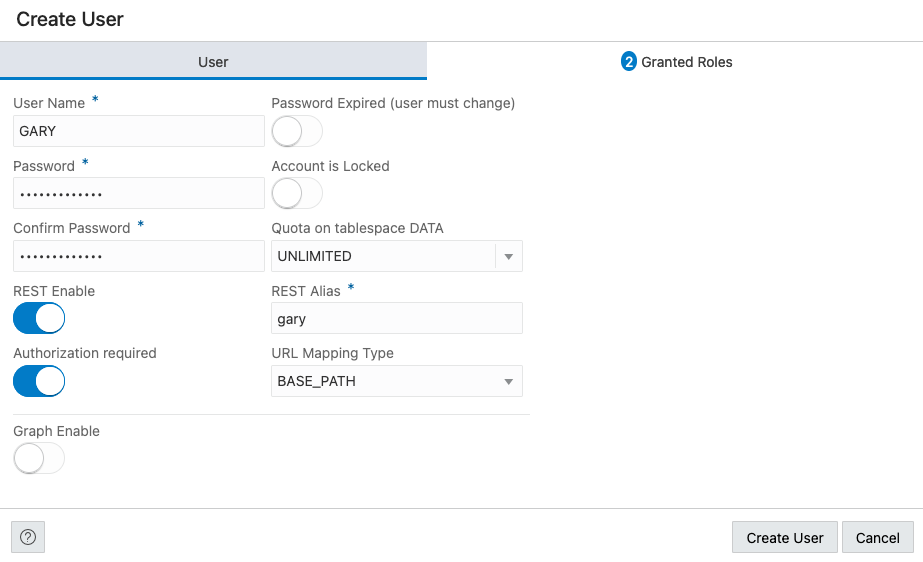 Create User
User
2 Granted Roles
User Name *
Password Expired (user must change)
GARY
Password *
Account is Locked
•••••••••••••
Confirm Password *
Quota on tablespace DATA
•••••••••••••
UNLIMITED
REST Enable
REST Alias *
gary
Authorization required
URL Mapping Type
BASE_PATH
Graph Enable
?
Create User
Cancel